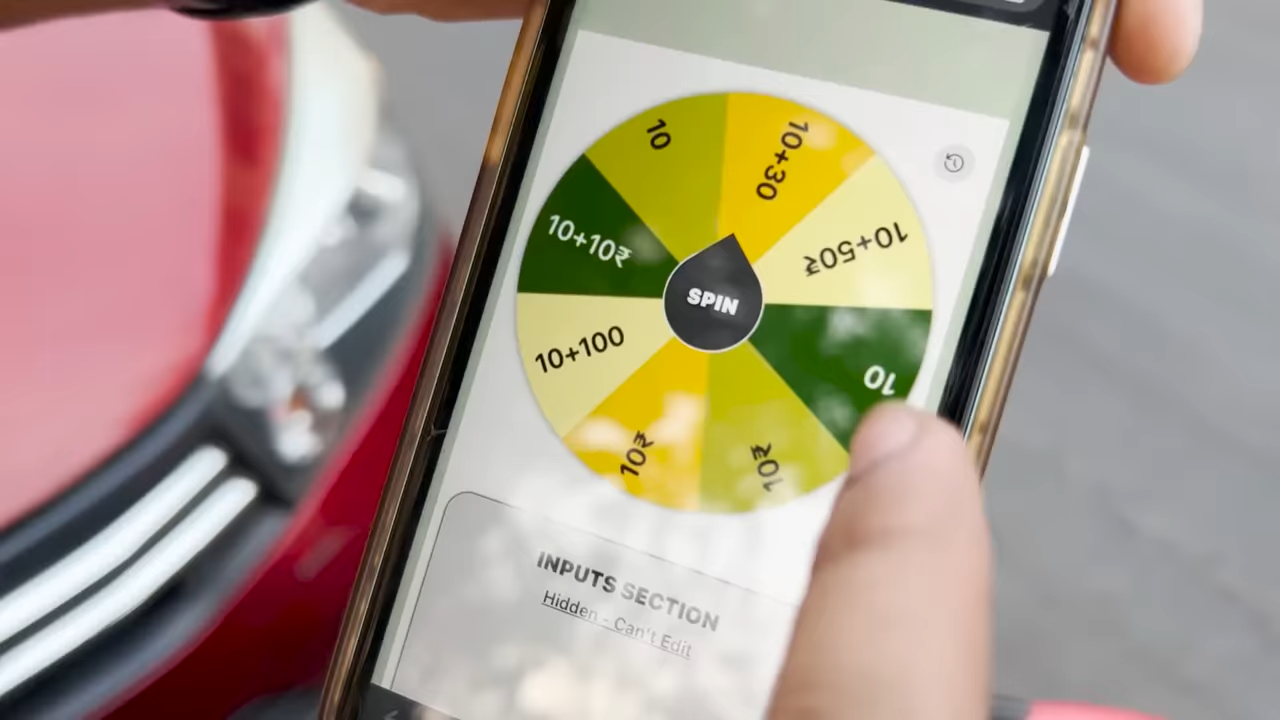 10
10+30
10+50₹
10
10₹
10₹
10+100
10+10₹
SPIN
INPUTS SECTION
Hidden - Can't Edit